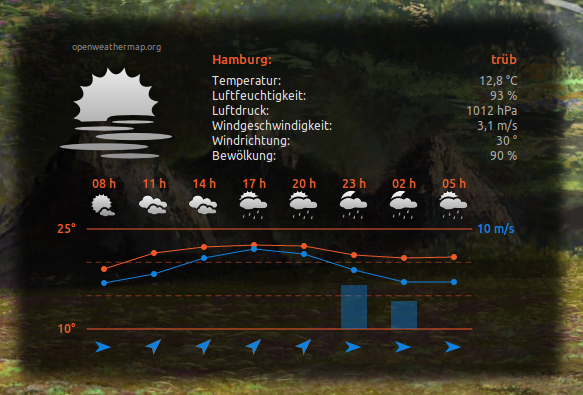 openweathermap.org
Hamburg: trüb
Temperatur: 12,8 °C
Luftfeuchtigkeit: 93 %
Luftdruck: 1012 hPa
Windgeschwindigkeit: 3,1 m/s
Windrichtung: 30 °
Bewölkung: 90 %
08 h 11 h 14 h 17 h 20 h 23 h 02 h 05 h
25° 10 m/s
10°